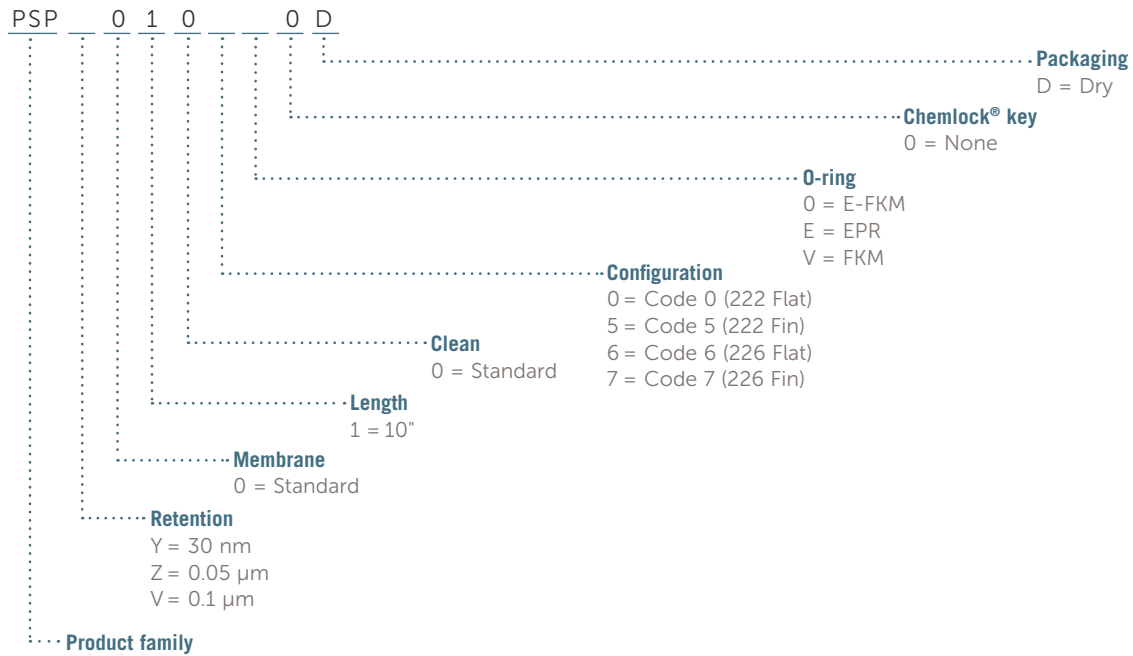 PSP _ 0 1 0 _ _ 0 D
Packaging
D = Dry
Chemlock® key
0 = None
O-ring
0 = E-FKM
E = EPR
V = FKM
Configuration
0 = Code 0 (222 Flat)
5 = Code 5 (222 Fin)
6 = Code 6 (226 Flat)
7 = Code 7 (226 Fin)
Clean
0 = Standard
Length
1 = 10"
Membrane
0 = Standard
Retention
Y = 30 nm
Z = 0.05 µm
V = 0.1 µm
Product family